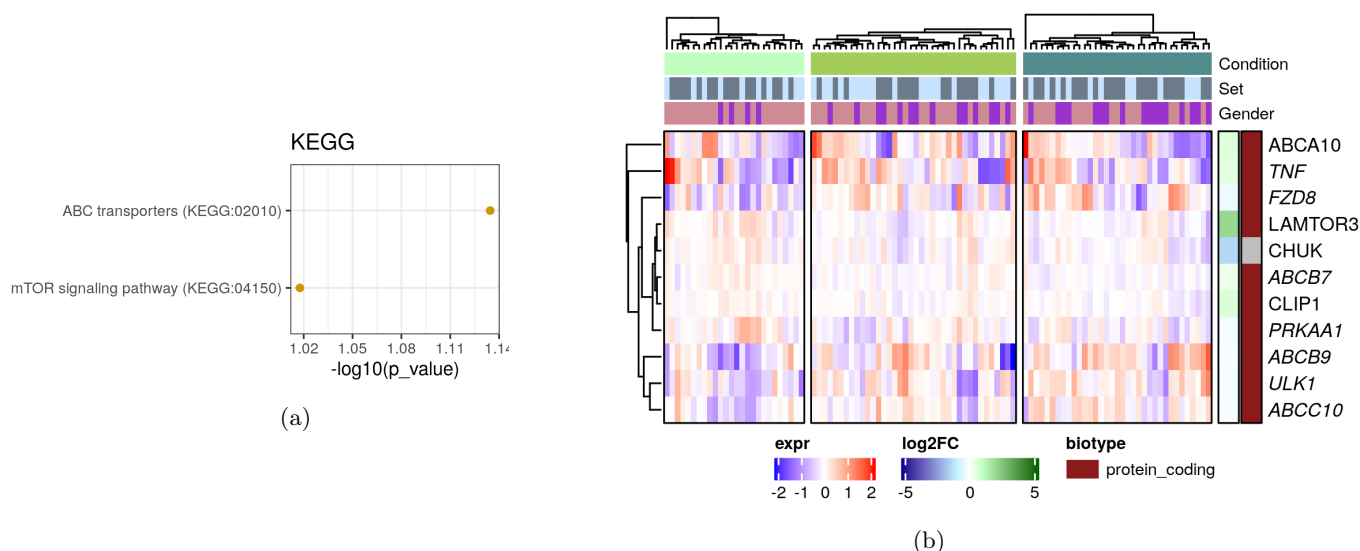 KEGG
ABC transporters (KEGG:02010)
mTOR signaling pathway (KEGG:04150)
1.02 1.05 1.08 1.11 1.14
-log10(p_value)
(a)
Condition
Set
Gender
ABCA10
TNF
FZD8
LAMTOR3
CHUK
ABCB7
CLIP1
PRKAA1
ABCB9
ULK1
ABCC10
expr log2FC biotype
protein_coding
-2 -1 0 1 2 -5 0 5
(b)